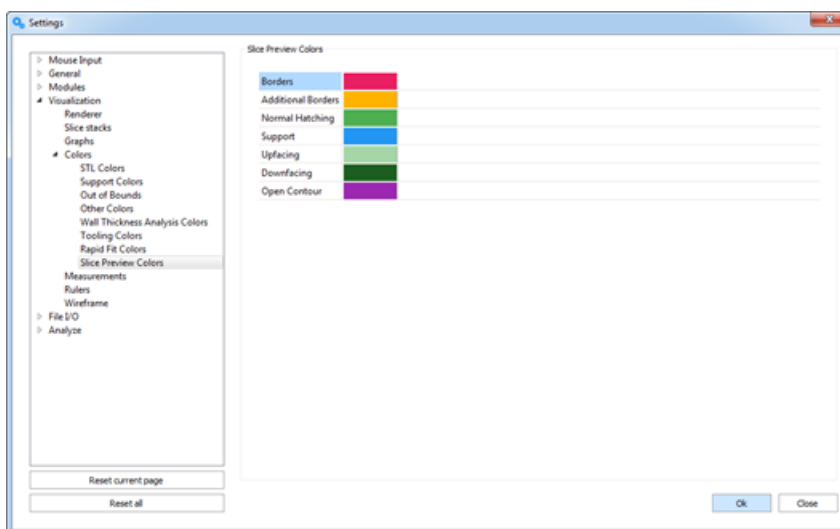 Settings
Mouse Input
General
Modules
Visualization
Renderer
Slice stacks
Graphs
Colors
STL Colors
Support Colors
Out of Bounds
Other Colors
Wall Thickness Analysis Colors
Tooling Colors
Rapid Fit Colors
Slice Preview Colors
Measurements
Rulers
Wireframe
File I/O
Analyze
Reset current page
Reset all
Slice Preview Colors
Borders
Additional Borders
Normal Hatching
Support
Upfacing
Downfacing
Open Contour
Ok
Close